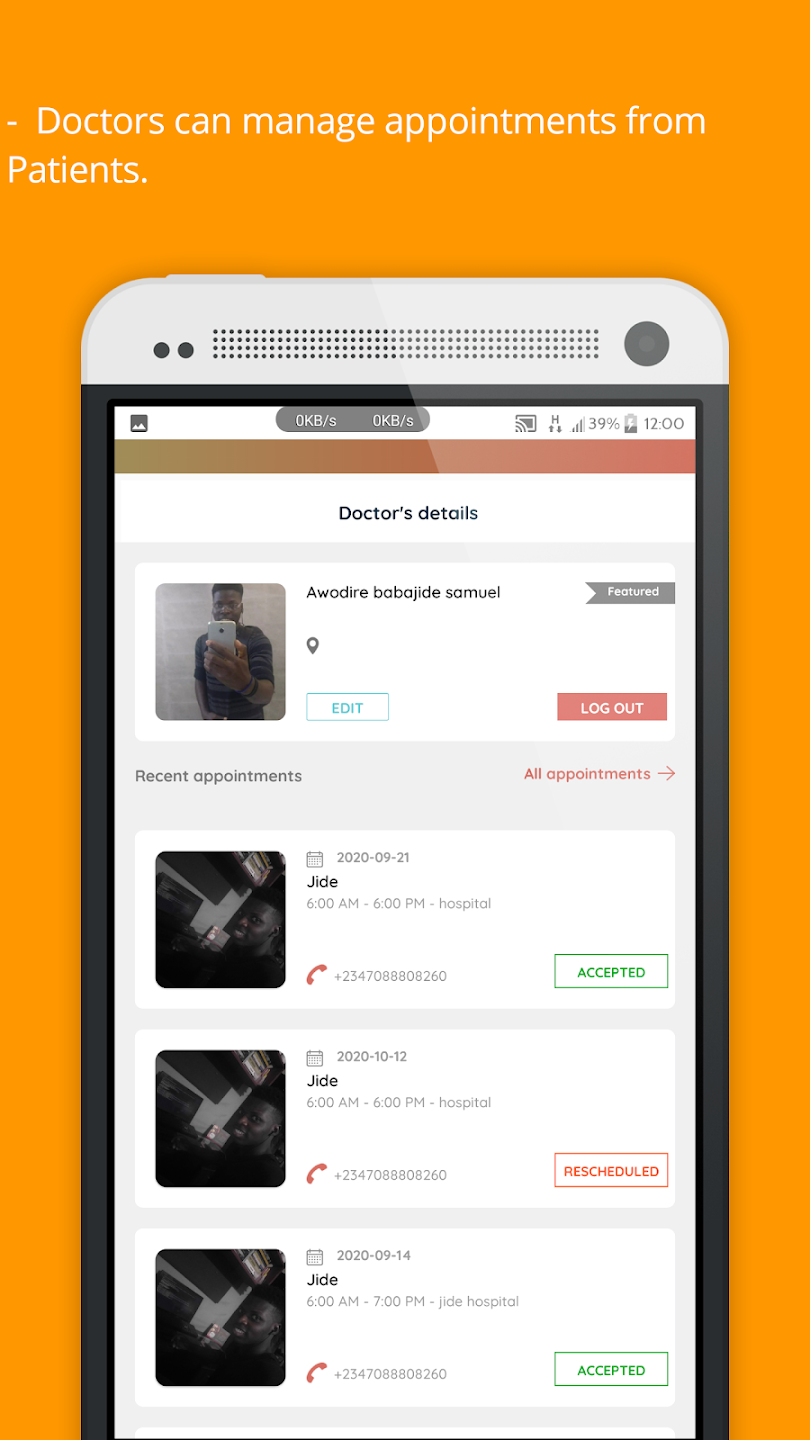 - Doctors can manage appointments from
Patients.
0KB/s 0KB/s H 39% 12:00
Doctor's details
Awodire babajide samuel
Featured
EDIT
LOG OUT
Recent appointments
All appointments
2020-09-21
Jide
6:00 AM - 6:00 PM - hospital
+2347088808260
ACCEPTED
2020-10-12
Jide
6:00 AM - 6:00 PM - hospital
+2347088808260
RESCHEDULED
2020-09-14
Jide
6:00 AM - 7:00 PM - jide hospital
+2347088808260
ACCEPTED